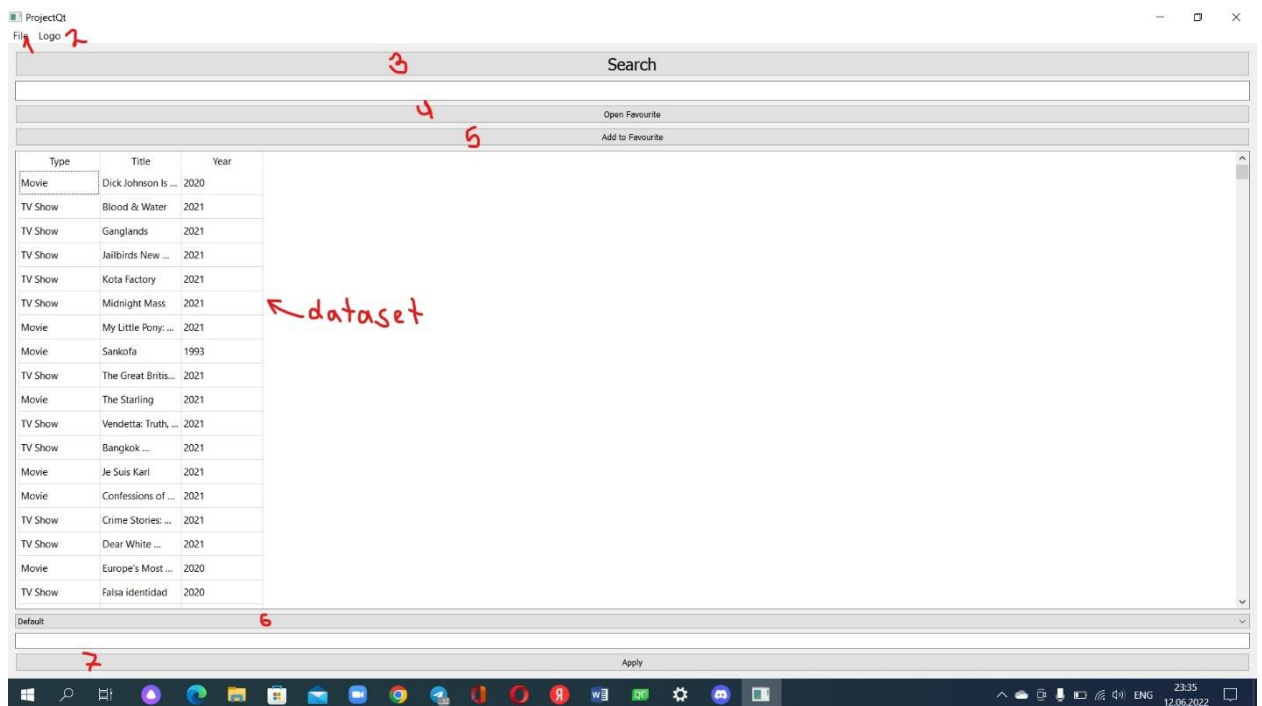 ProjectQt
File Logo
1 2
3 Search
4
Open Favourite
5 Add to Favourite
Type Title Year
Movie Dick Johnson Is ... 2020
TV Show Blood & Water 2021
TV Show Ganglands 2021
TV Show Jailbirds New ... 2021
TV Show Kota Factory 2021
TV Show Midnight Mass 2021
dataset
Movie My Little Pony: ... 2021
Movie Sankofa 1993
TV Show The Great Britis... 2021
Movie The Starling 2021
TV Show Vendetta: Truth, ... 2021
TV Show Bangkok ... 2021
Movie Je Suis Karl 2021
Movie Confessions of ... 2021
TV Show Crime Stories: ... 2021
TV Show Dear White ... 2021
Movie Europe's Most ... 2020
TV Show Falsa identidad 2020
Default 6
7 Apply
ENG 23:35
12.06.2022